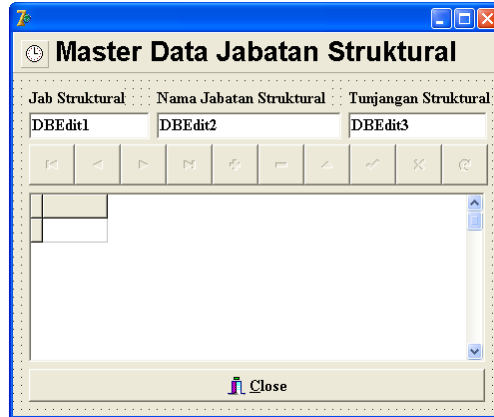 Master Data Jabatan Struktural
Jab Struktural Nama Jabatan Struktural Tunjangan Struktural
DBEdit1 DBEdit2 DBEdit3
Close